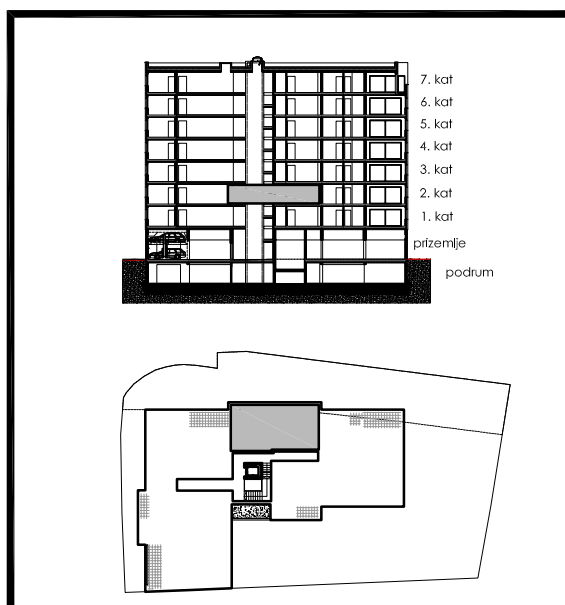 7. kat
6. kat
5. kat
4. kat
3. kat
2. kat
1. kat
prizemlje
podrum